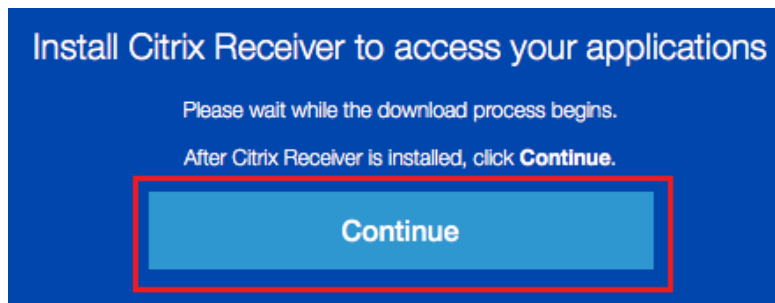 Install Citrix Receiver to access your applications
Please wait while the download process begins.
After Citrix Receiver is installed, click Continue.
Continue